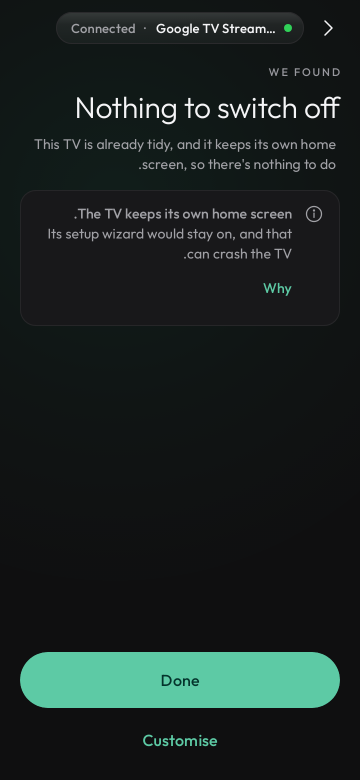 Connected · Google TV Stream...
WE FOUND
Nothing to switch off
This TV is already tidy, and it keeps its own home
.screen, so there's nothing to do
.The TV keeps its own home screen
Its setup wizard would stay on, and that
.can crash the TV
Why
Done
Customise